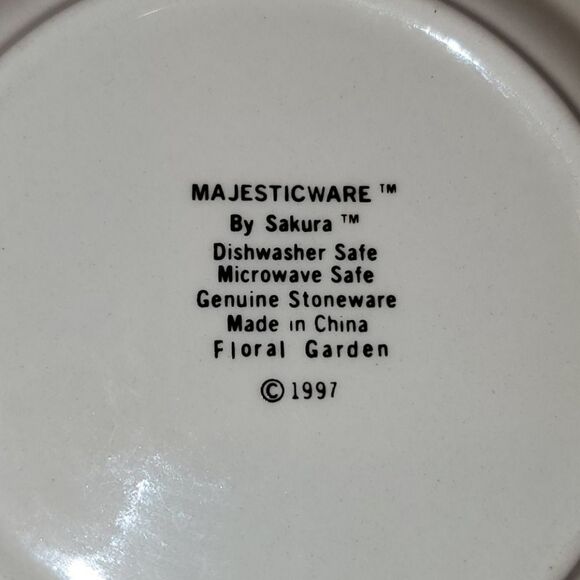 MAJESTICWARE ™
By Sakura ™
Dishwasher Safe
Microwave Safe
Genuine Stoneware
Made in China
Floral Garden
© 1997